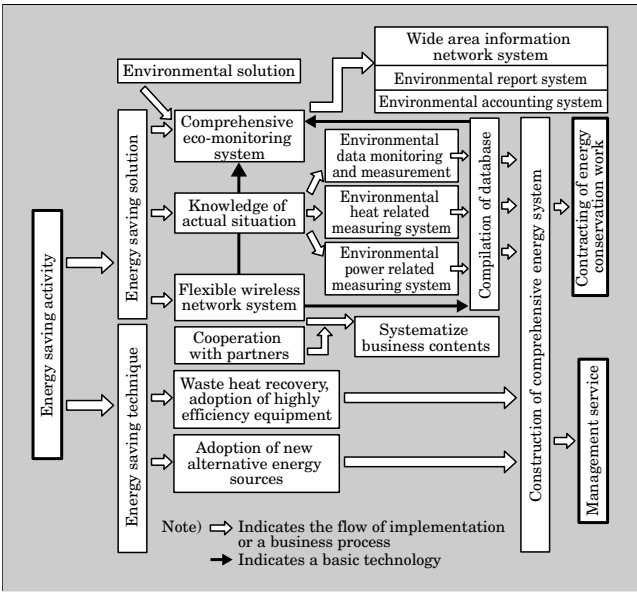 Energy saving activity
Energy saving solution
Energy saving technique
Environmental solution
Comprehensive
eco-monitoring
system
Wide area information
network system
Environmental report system
Environmental accounting system
Knowledge of
actual situation
Flexible wireless
network system
Cooperation
with partners
Environmental
data monitoring
and measurement
Environmental
heat related
measuring system
Environmental
power related
measuring system
Systematize
business contents
Compilation of database
Waste heat recovery,
adoption of highly
efficiency equipment
Adoption of new
alternative energy
sources
Construction of comprehensive energy system
Contracting of energy
conservation work
Management service
Note) Indicates the flow of implementation
or a business process
Indicates a basic technology